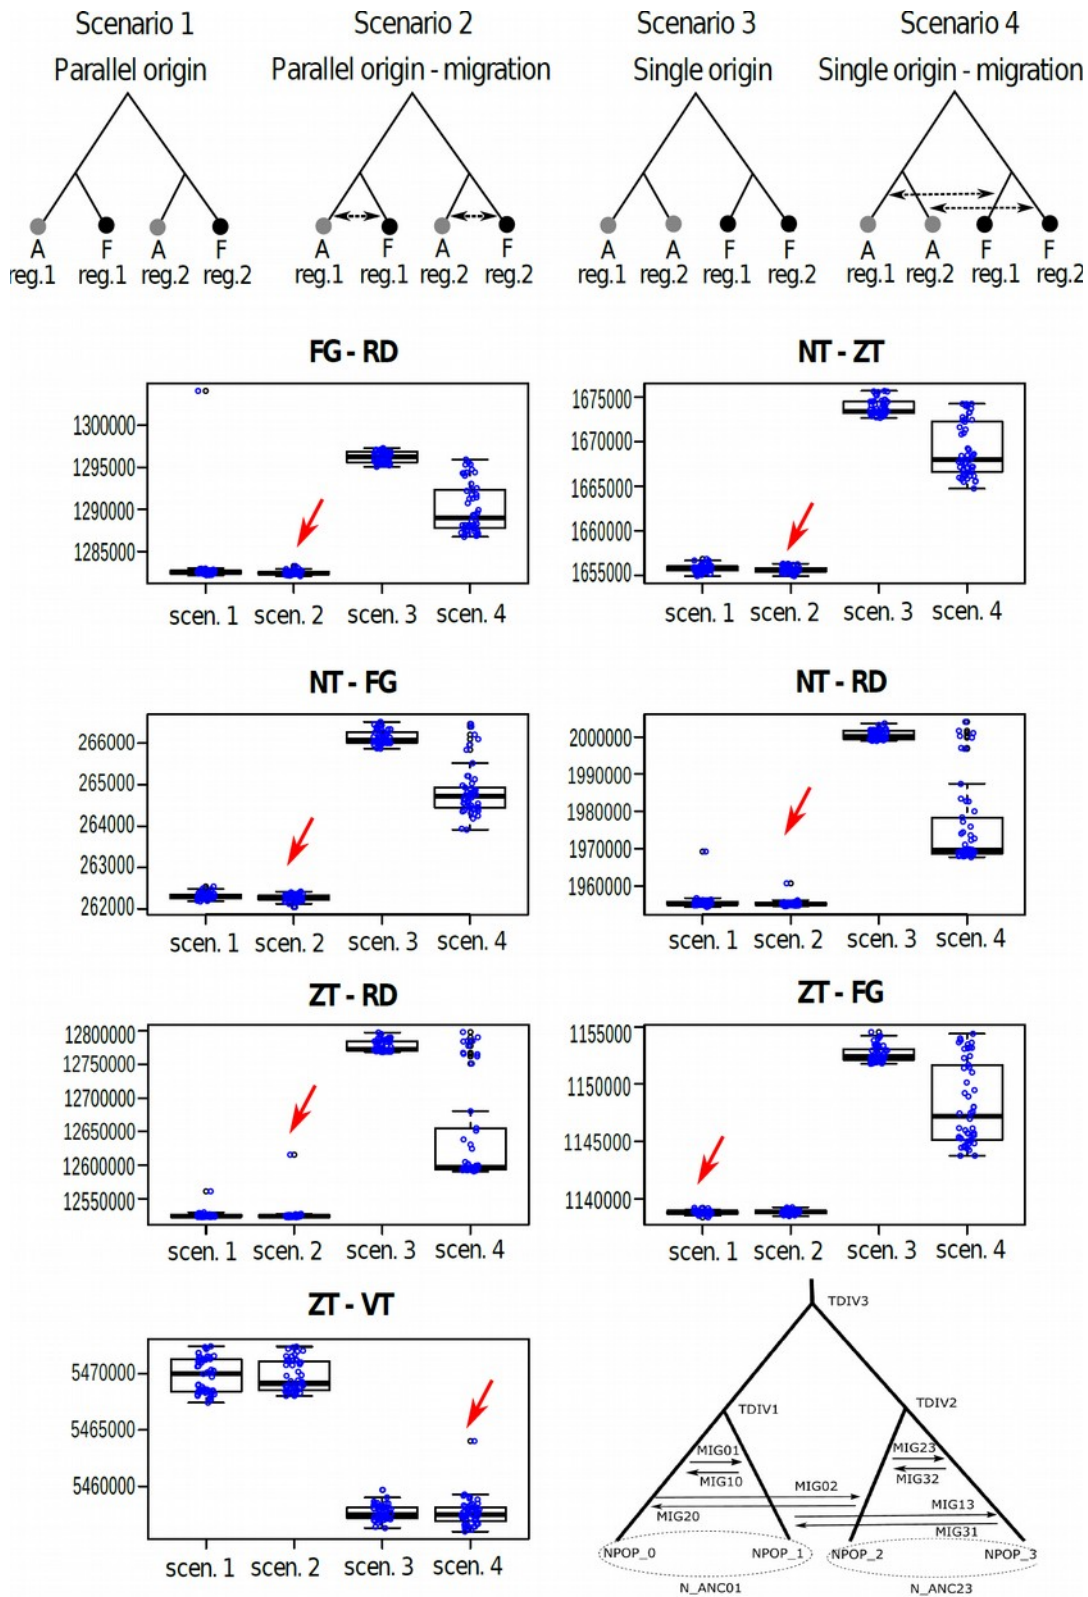 Scenario 1 Scenario 2 Scenario 3 Scenario 4
Parallel origin Parallel origin - migration Single origin Single origin - migration
A F A F A F A F A A F F A A F F
reg.1 reg.1 reg.2 reg.2 reg.1 reg.1 reg.2 reg.2 reg.1 reg.2 reg.1 reg.2 reg.1 reg.2 reg.1 reg.2
FG - RD
1300000
1295000
1290000
1285000
scen. 1 scen. 2 scen. 3 scen. 4
NT - ZT
1675000
1670000
1665000
1660000
1655000
scen. 1 scen. 2 scen. 3 scen. 4
NT - FG
266000
265000
264000
263000
262000
scen. 1 scen. 2 scen. 3 scen. 4
NT - RD
2000000
1990000
1980000
1970000
1960000
scen. 1 scen. 2 scen. 3 scen. 4
ZT - RD
12800000
12750000
12700000
12650000
12600000
12550000
scen. 1 scen. 2 scen. 3 scen. 4
ZT - FG
1155000
1150000
1145000
1140000
scen. 1 scen. 2 scen. 3 scen. 4
ZT - VT
5470000
5465000
5460000
scen. 1 scen. 2 scen. 3 scen. 4
TDIV3
TDIV1 TDIV2
MIG01 MIG23
MIG10 MIG32
MIG02
MIG20 MIG13
MIG31
NPOP_0 NPOP_1 NPOP_2 NPOP_3
N_ANC01 N_ANC23